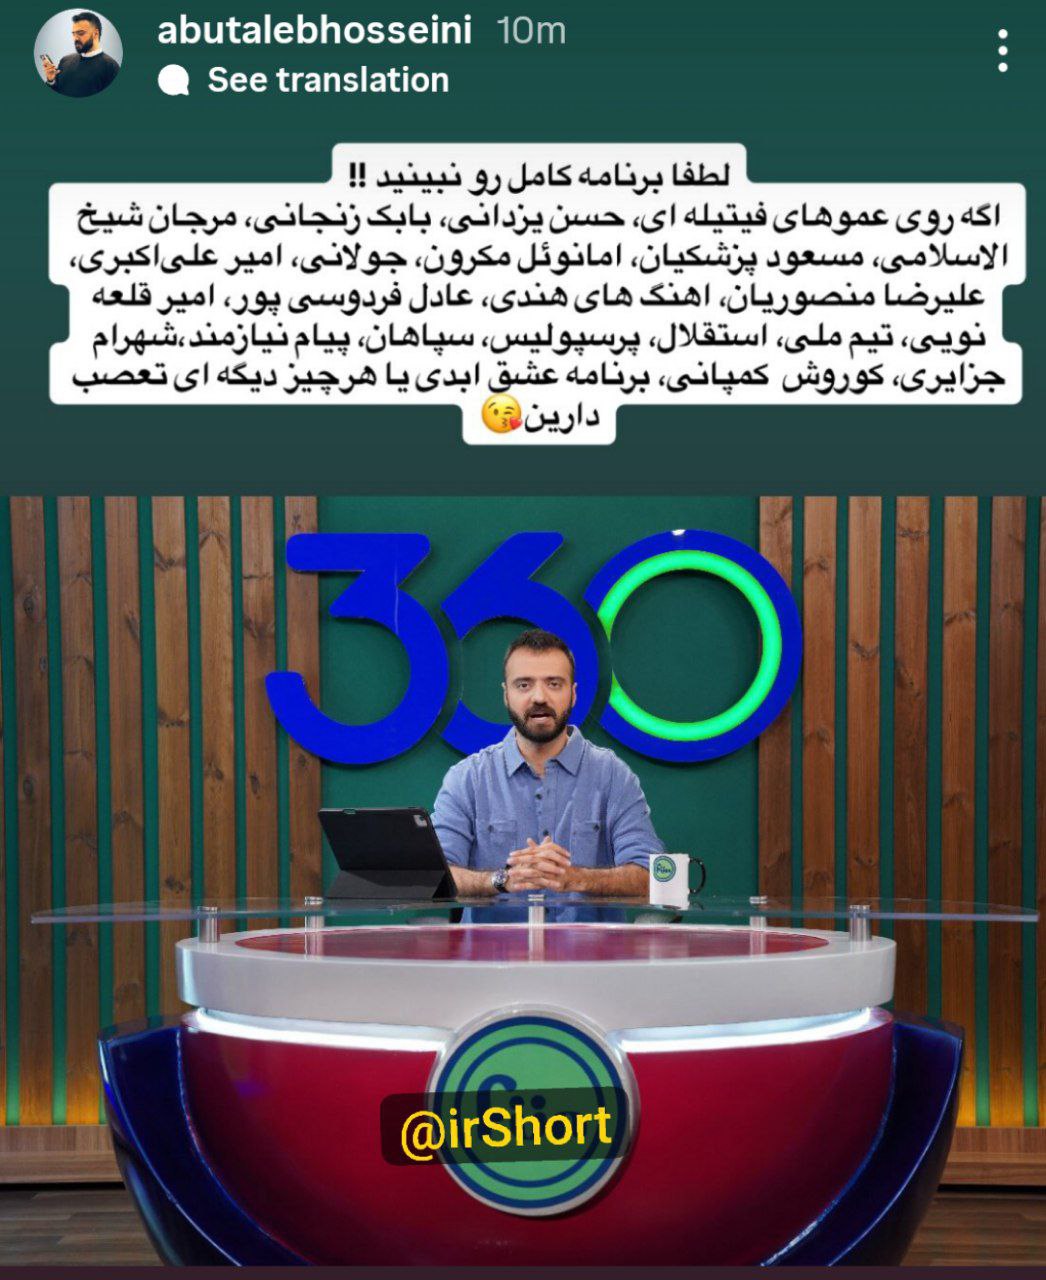 abutalebhosseini 10m
See translation
لطفا برنامه کامل رو نبینید !!
اگه روی عموهای فیتیله ای، حسن یزدانی، بابک زنجانی، مرجان شیخ
الاسلامی، مسعود پزشکیان، امانوئل مکرون، جولانی، امیر علی‌اکبری،
علیرضا منصوریان، اهنگ های هندی، عادل فردوسی پور، امیر قلعه
نویی، تیم ملی، استقلال، پرسپولیس، سپاهان، پیام نیازمند،شهرام
جزایری، کوروش کمپانی، برنامه عشق ابدی یا هرچیز دیگه ای تعصب
دارین😘
360
@irShort